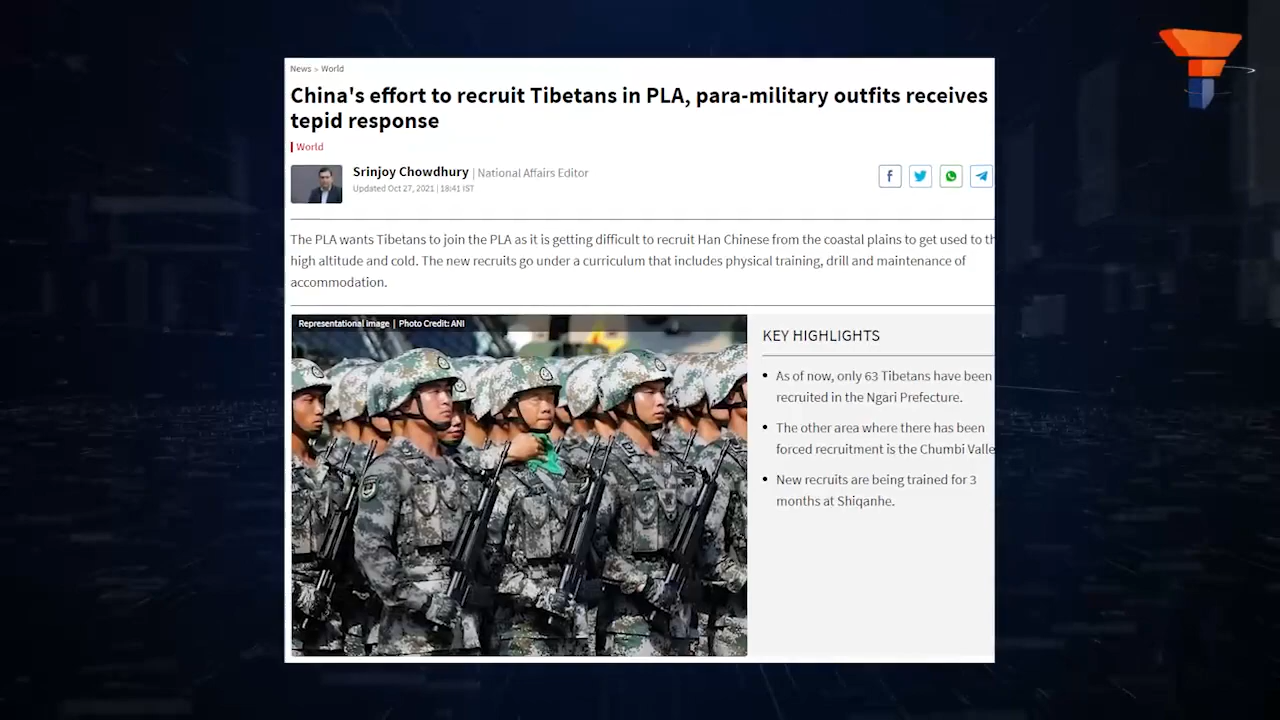 News > World
China's effort to recruit Tibetans in PLA, para-military outfits receives
tepid response
World
Srinjoy Chowdhury | National Affairs Editor
Updated Oct 27, 2021 | 18:41 IST
The PLA wants Tibetans to join the PLA as it is getting difficult to recruit Han Chinese from the coastal plains to get used to th
high altitude and cold. The new recruits go under a curriculum that includes physical training, drill and maintenance of
accommodation.
Representational image | Photo Credit: ANI
KEY HIGHLIGHTS
As of now, only 63 Tibetans have been
recruited in the Ngari Prefecture.
The other area where there has been
forced recruitment is the Chumbi Valle
New recruits are being trained for 3
months at Shiqanhe.